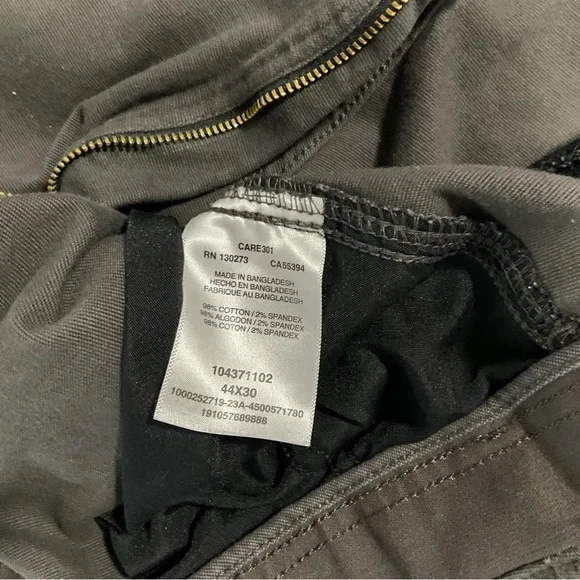 CARE301
RN 130273 CA55394
MADE IN BANGLADESH
HECHO EN BANGLADESH
FABRIQUE AU BANGLADESH
98% COTTON / 2% SPANDEX
98% ALGODON / 2% SPANDEX
98% COTON / 2% SPANDEX
104371102
44X30
1000252719-23A-4500571780
191057689888